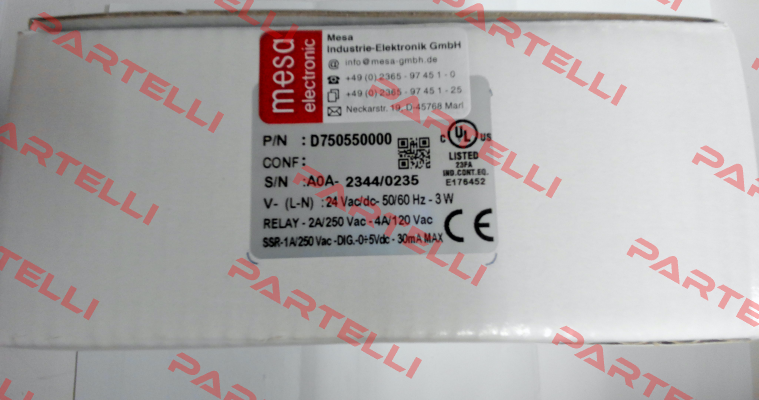 mesa
electronic
Mesa
Industrie-Elektronik GmbH
@ info@mesa-gmbh.de
+49 (0) 2365 - 97 45 1 - 0
+49 (0) 2365 - 97 45 1 - 25
Neckarstr. 19, D-45768 Marl
P/N : D750550000
CONF:
S/N :A0A- 2344/0235
V~ (L-N) : 24 Vac/dc- 50/60 Hz - 3 W
RELAY - 2A/250 Vac - 4A/120 Vac
SSR-1A/250 Vac -DIG.-0÷5Vdc - 30mA MAX
C UL US
LISTED
23FA
IND.CONT.EQ.
E176452
CE
PARTELLI
PARTELLI
PARTELLI
PARTELLI
PARTELLI
PARTELLI
PARTELLI
PARTELLI